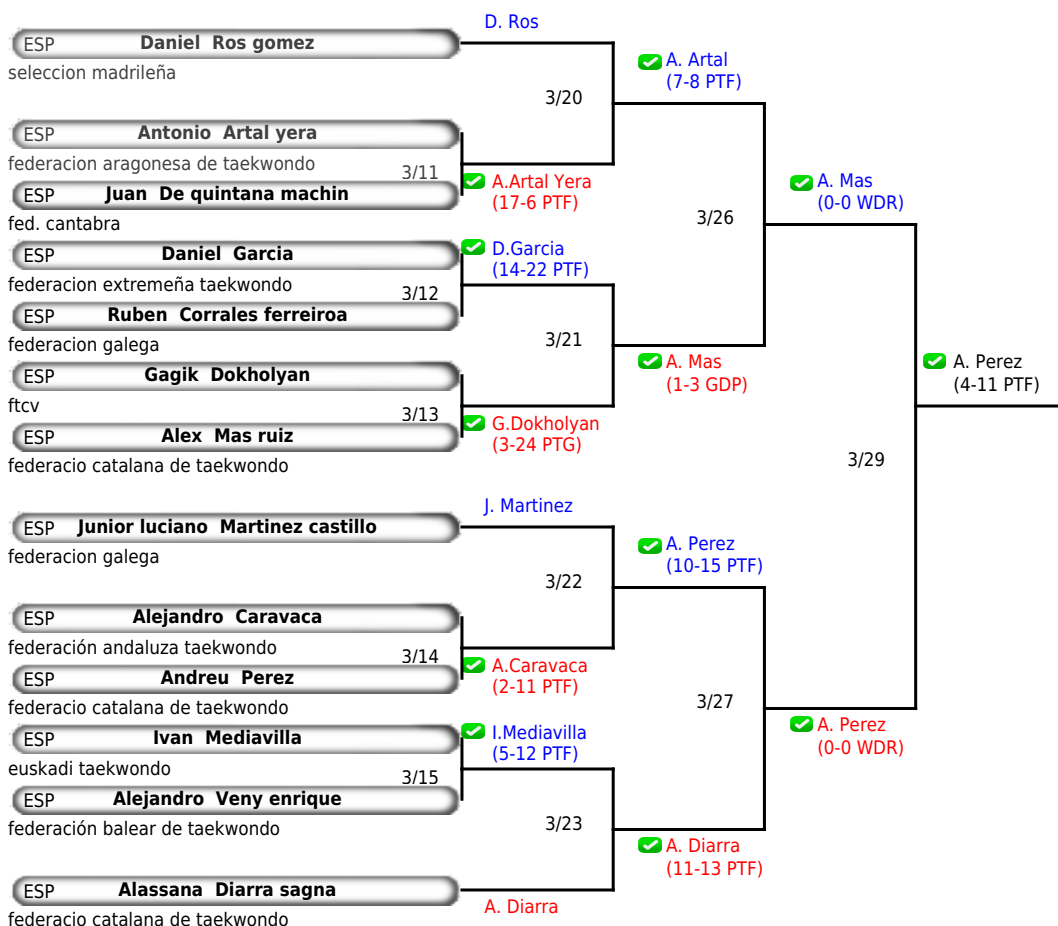 D. Ros
ESP Daniel Ros gomez
seleccion madrileña
A. Artal
(7-8 PTF)
3/20
ESP Antonio Artal yera
federacion aragonesa de taekwondo
3/11
A.Artal Yera
(17-6 PTF)
ESP Juan De quintana machin
fed. cantabra
A. Mas
(0-0 WDR)
3/26
ESP Daniel Garcia
federacion extremeña taekwondo
D.Garcia
(14-22 PTF)
3/12
ESP Ruben Corrales ferreiroa
federacion galega
3/21
A. Mas
(1-3 GDP)
ESP Gagik Dokholyan
ftcv
3/13
G.Dokholyan
(3-24 PTG)
ESP Alex Mas ruiz
federacio catalana de taekwondo
A. Perez
(4-11 PTF)
3/29
J. Martinez
ESP Junior luciano Martinez castillo
federacion galega
A. Perez
(10-15 PTF)
3/22
ESP Alejandro Caravaca
federación andaluza taekwondo
3/14
A.Caravaca
(2-11 PTF)
ESP Andreu Perez
federacio catalana de taekwondo
3/27
A. Perez
(0-0 WDR)
ESP Ivan Mediavilla
euskadi taekwondo
I.Mediavilla
(5-12 PTF)
3/15
ESP Alejandro Veny enrique
federación balear de taekwondo
3/23
A. Diarra
(11-13 PTF)
ESP Alassana Diarra sagna
federacio catalana de taekwondo
A. Diarra